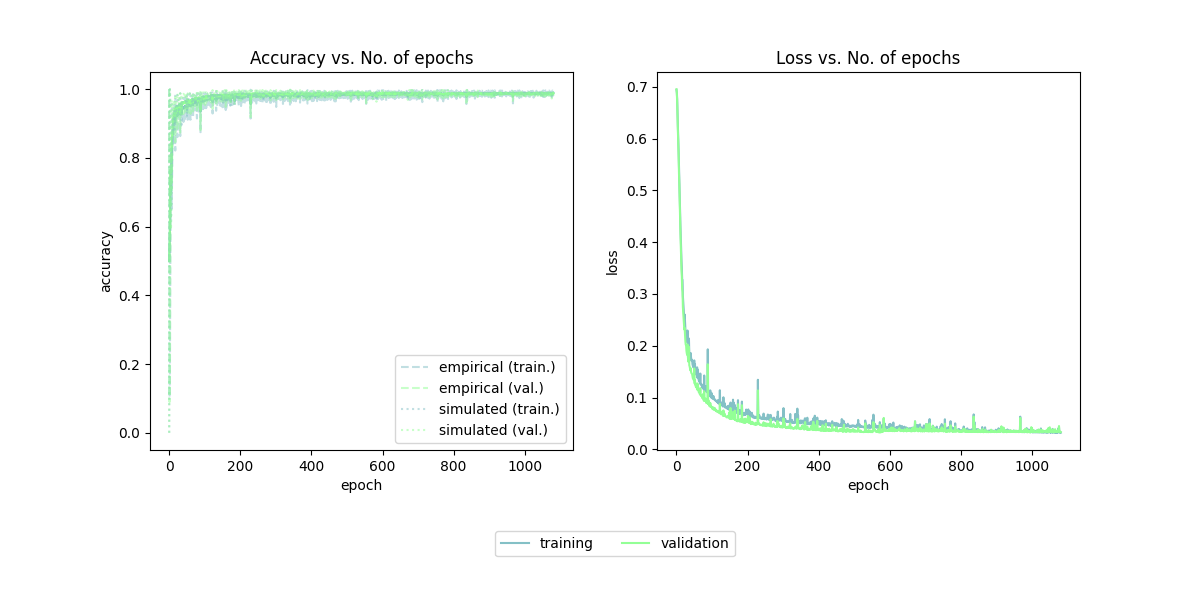 Accuracy vs. No. of epochs
1.0
0.8
0.6
0.4
0.2
0.0
accuracy
0
200
400
600
800
1000
epoch
empirical (train.)
empirical (val.)
simulated (train.)
simulated (val.)
Loss vs. No. of epochs
0.7
0.6
0.5
0.4
0.3
0.2
0.1
0.0
loss
0
200
400
600
800
1000
epoch
training
validation